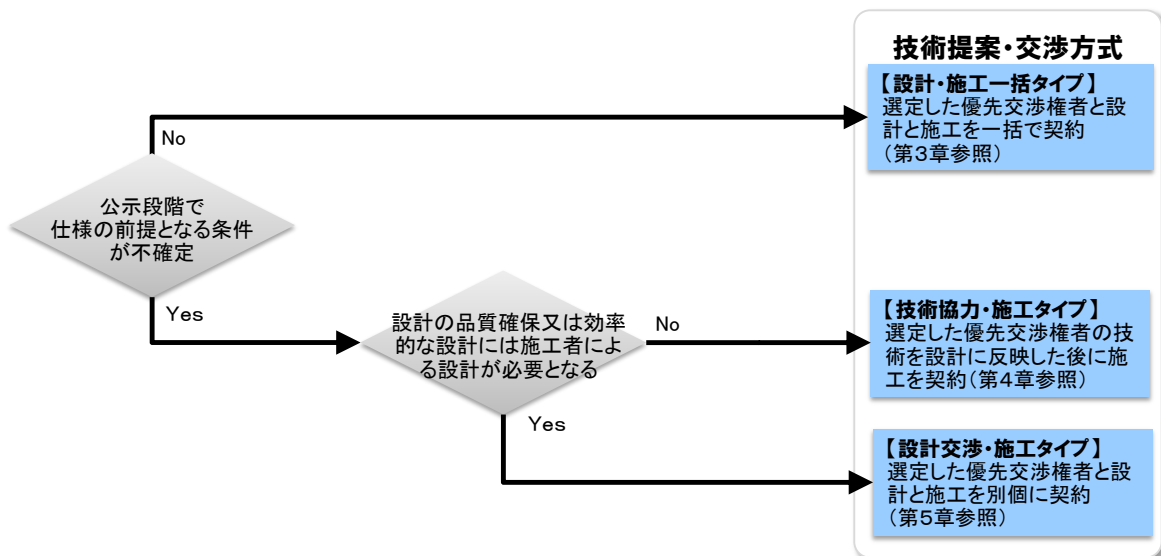 技術提案・交渉方式
【設計・施工一括タイプ】
選定した優先交渉権者と設
計と施工を一括で契約
(第3章参照)
No
公示段階で
仕様の前提となる条件
が不確定
Yes
設計の品質確保又は効率
的な設計には施工者によ
る設計が必要となる
No
【技術協力・施工タイプ】
選定した優先交渉権者の技
術を設計に反映した後に施
工を契約(第4章参照)
Yes
【設計交渉・施工タイプ】
選定した優先交渉権者と設
計と施工を別個に契約
(第5章参照)